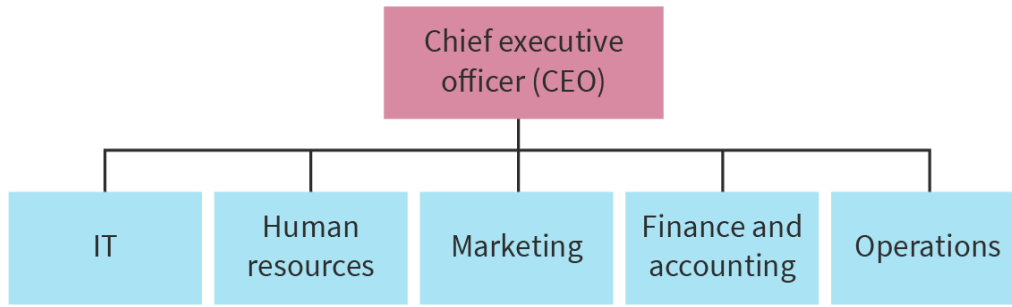 Chief executive
officer (CEO)
IT
Human
resources
Marketing
Finance and
accounting
Operations